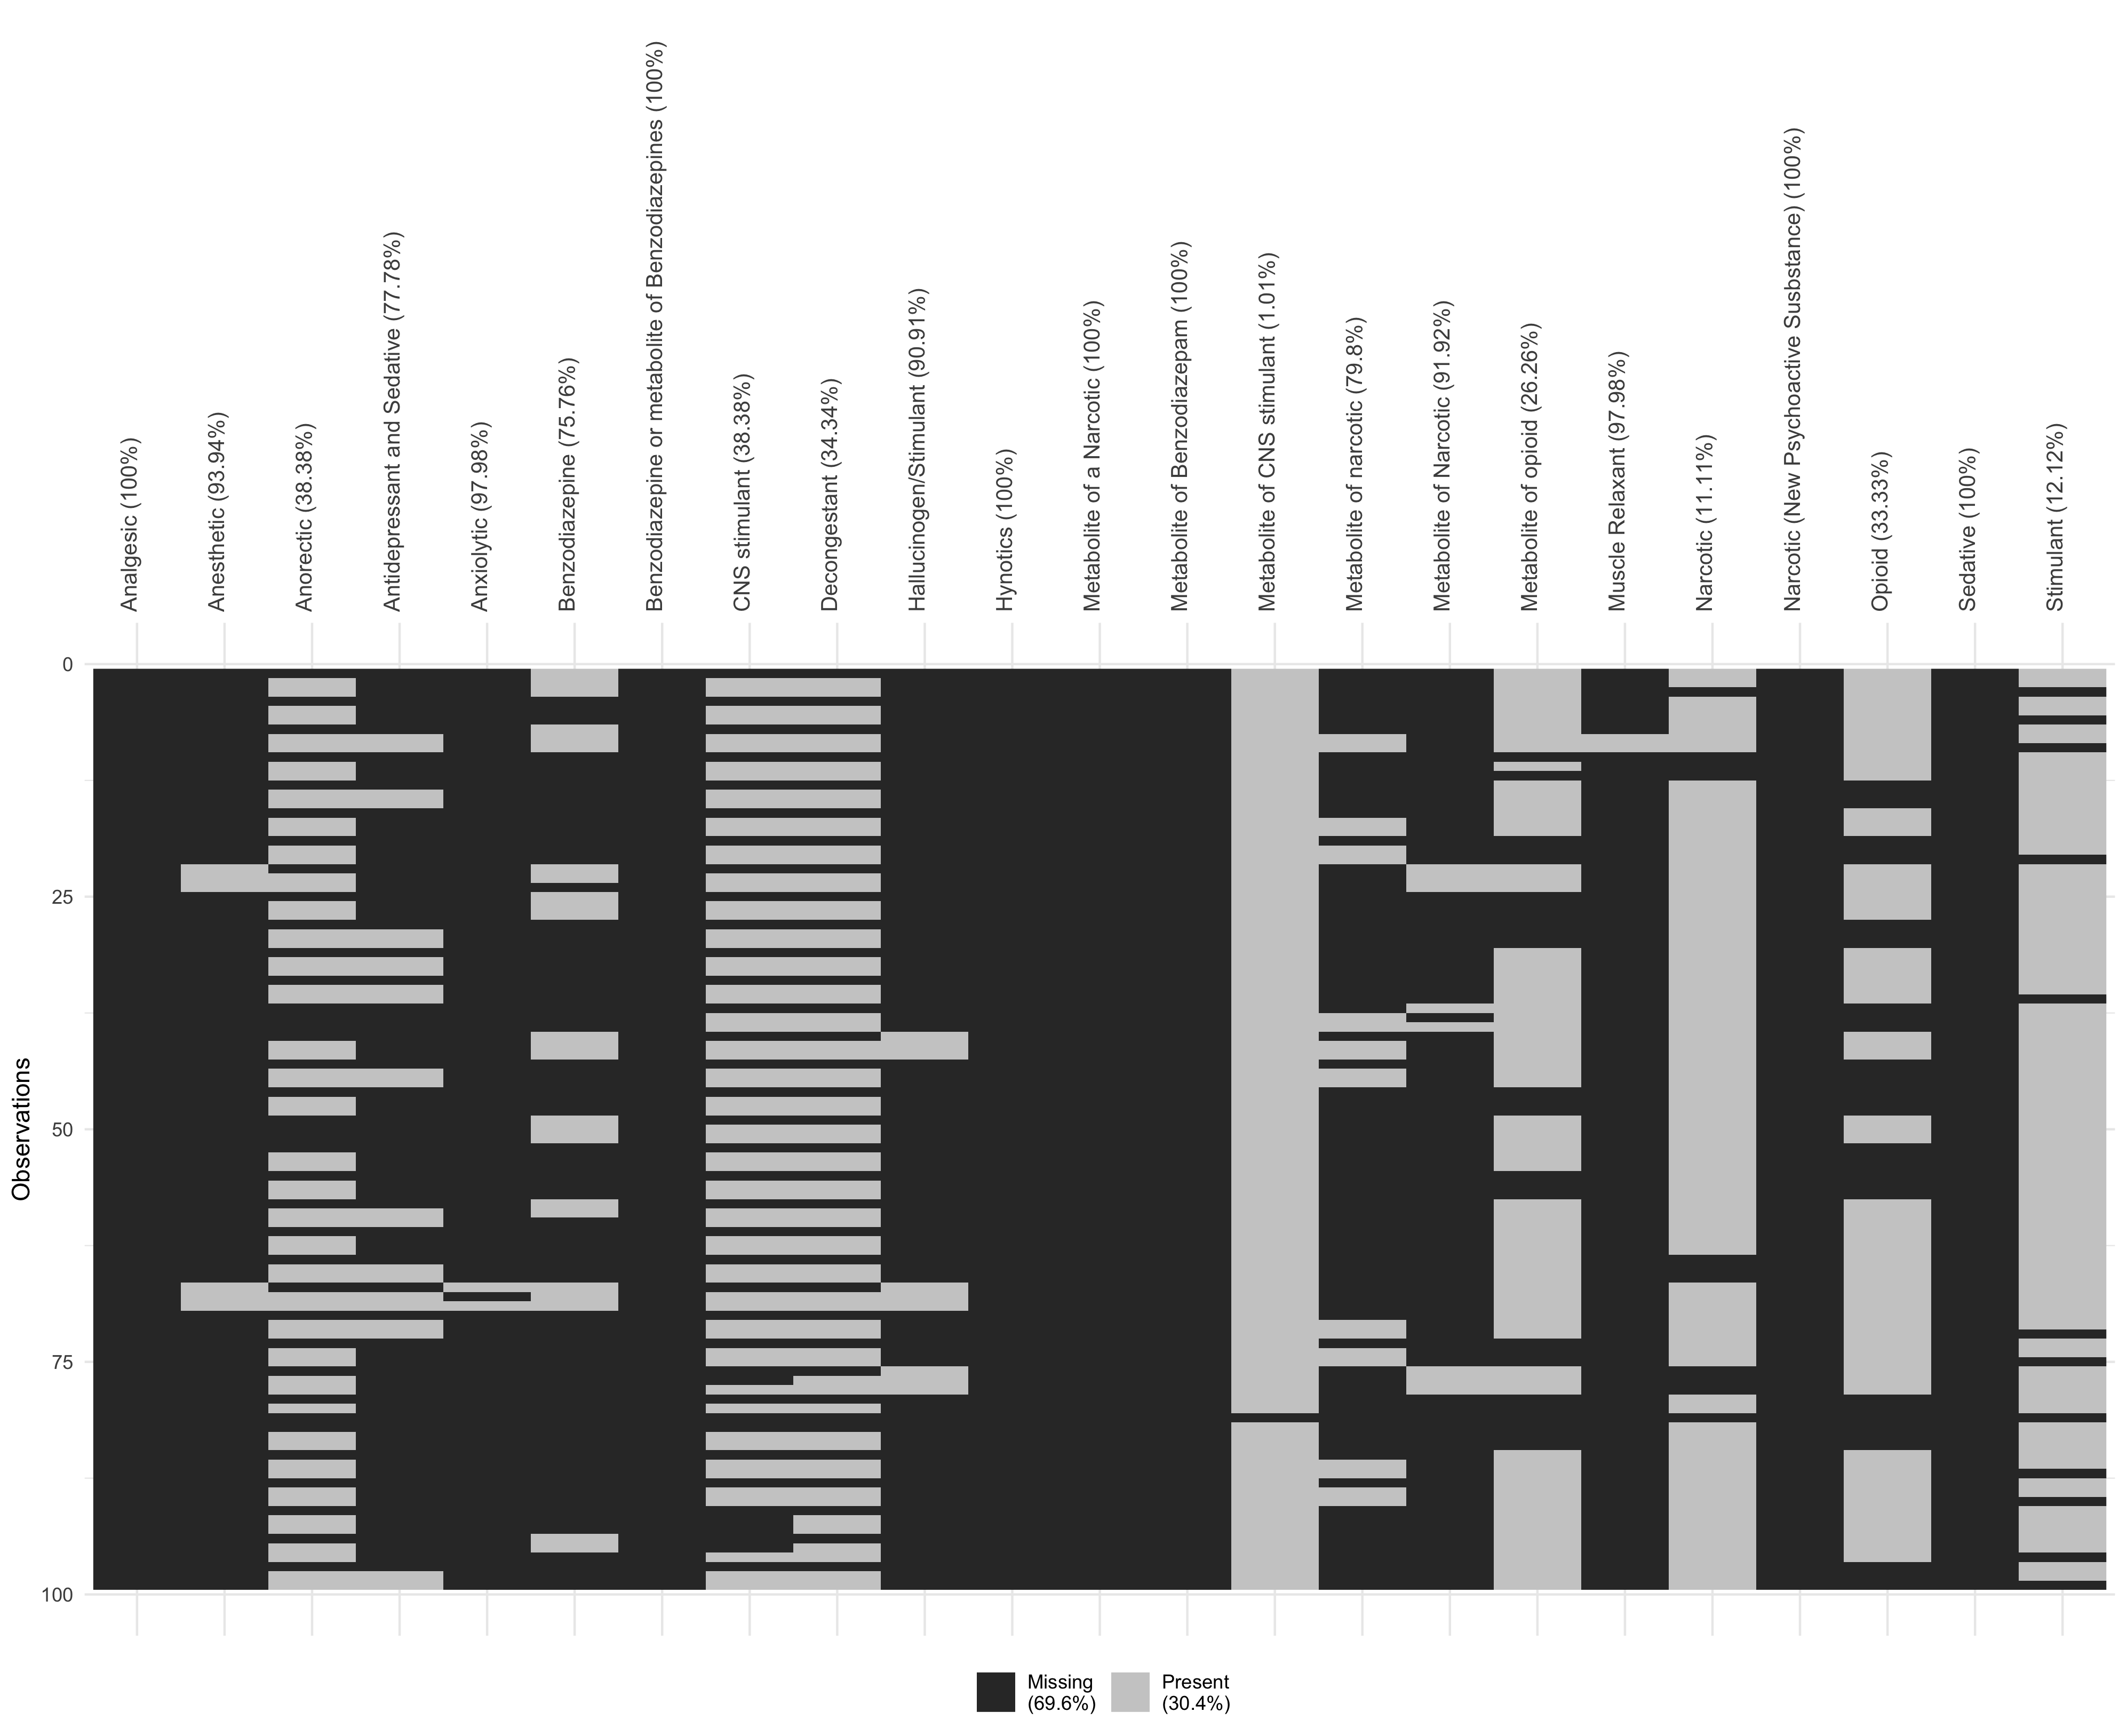 Analgesic (100%)
Anesthetic (93.94%)
Anorectic (38.38%)
Antidepressant and Sedative (77.78%)
Anxiolytic (97.98%)
Benzodiazepine (75.76%)
Benzodiazepine or metabolite of Benzodiazepines (100%)
CNS stimulant (38.38%)
Decongestant (34.34%)
Hallucinogen/Stimulant (90.91%)
Hynotics (100%)
Metabolite of a Narcotic (100%)
Metabolite of Benzodiazepam (100%)
Metabolite of CNS stimulant (1.01%)
Metabolite of narcotic (79.8%)
Metabolite of Narcotic (91.92%)
Metabolite of opioid (26.26%)
Muscle Relaxant (97.98%)
Narcotic (11.11%)
Narcotic (New Psychoactive Susbstance) (100%)
Opioid (33.33%)
Sedative (100%)
Stimulant (12.12%)
0
25
50
75
100
Observations
Missing
(69.6%)
Present
(30.4%)